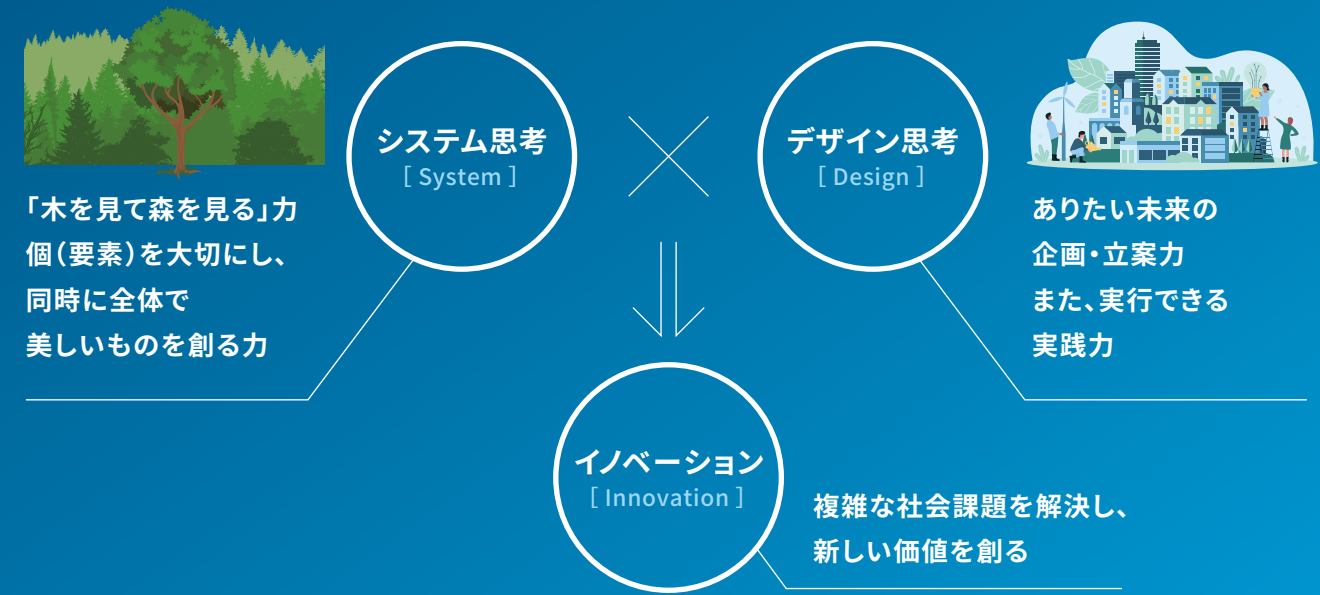 システム思考
[ System ]
「木を見て森を見る」力
個（要素）を大切にし、
同時に全体で
美しいものを創る力
デザイン思考
[ Design ]
ありたい未来の
企画・立案力
また、実行できる
実践力
イノベーション
[ Innovation ]
複雑な社会課題を解決し、
新しい価値を創る